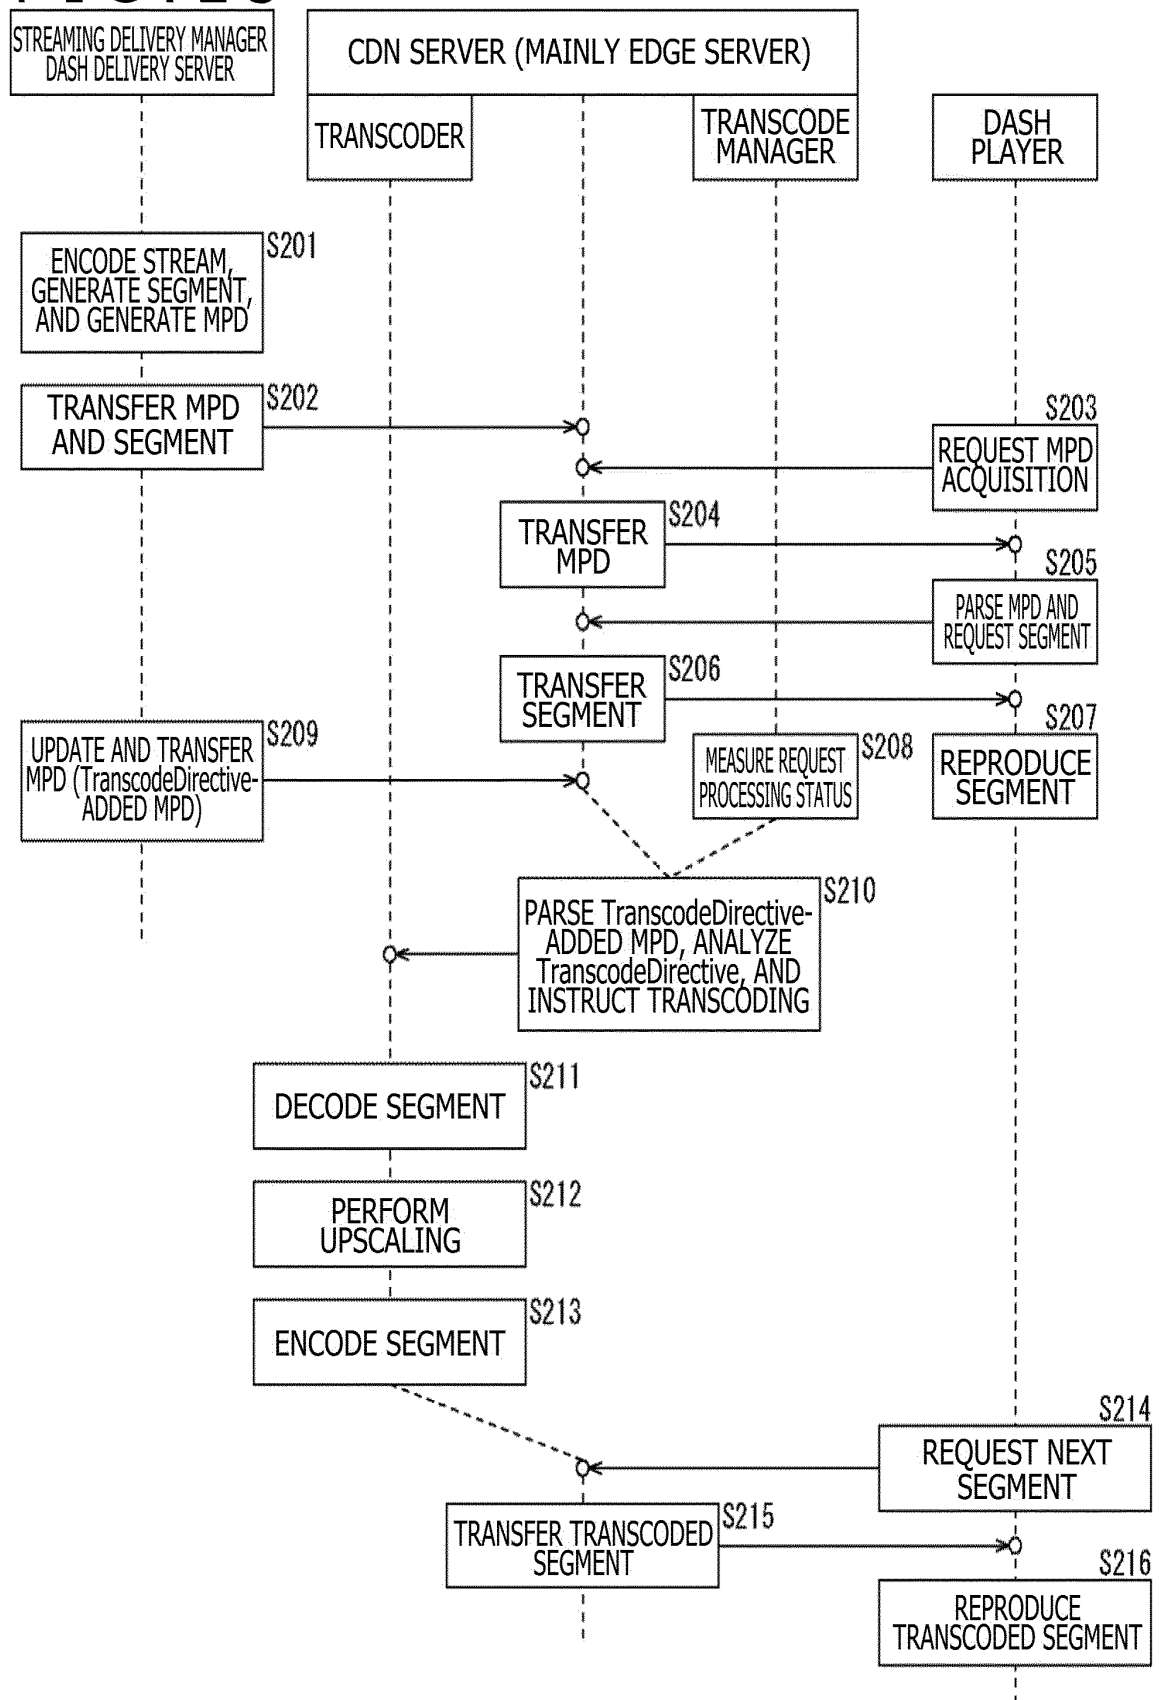 STREAMING DELIVERY MANAGER
DASH DELIVERY SERVER
CDN SERVER (MAINLY EDGE SERVER)
TRANSCODER
TRANSCODE
MANAGER
DASH
PLAYER
S201
ENCODE STREAM,
GENERATE SEGMENT,
AND GENERATE MPD
S202
TRANSFER MPD
AND SEGMENT
S203
REQUEST MPD
ACQUISITION
S204
TRANSFER
MPD
S205
PARSE MPD AND
REQUEST SEGMENT
S206
TRANSFER
SEGMENT
S207
REPRODUCE
SEGMENT
S208
MEASURE REQUEST
PROCESSING STATUS
S209
UPDATE AND TRANSFER
MPD (TranscodeDirective-
ADDED MPD)
S210
PARSE TranscodeDirective-
ADDED MPD, ANALYZE
TranscodeDirective, AND
INSTRUCT TRANSCODING
S211
DECODE SEGMENT
S212
PERFORM
UPSCALING
S213
ENCODE SEGMENT
S214
REQUEST NEXT
SEGMENT
S215
TRANSFER TRANSCODED
SEGMENT
S216
REPRODUCE
TRANSCODED SEGMENT